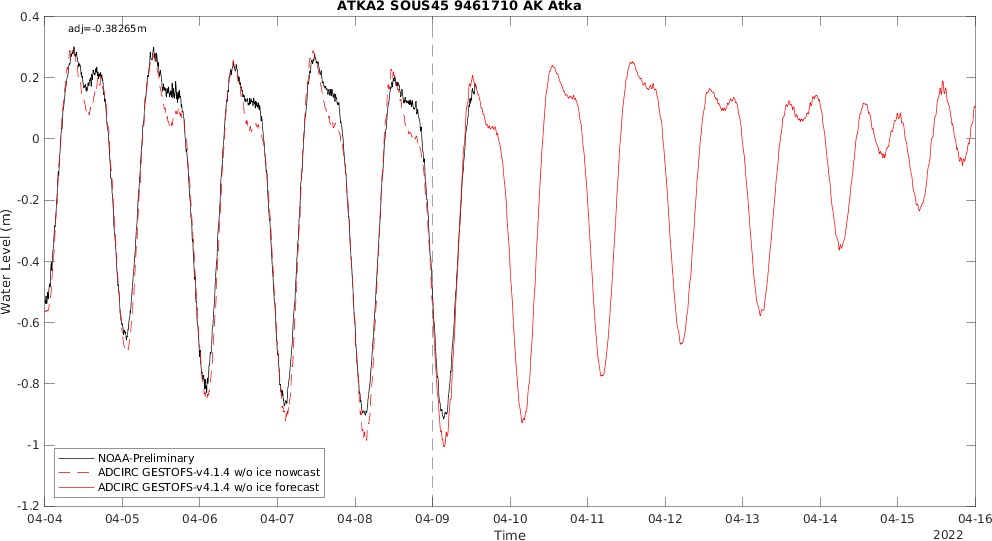 ATKA2 SOUS45 9461710 AK Atka
adj=-0.38265m
0.4
0.2
0
-0.2
-0.4
-0.6
-0.8
-1
-1.2
Water Level (m)
NOAA-Preliminary
ADCIRC GESTOFS-v4.1.4 w/o ice nowcast
ADCIRC GESTOFS-v4.1.4 w/o ice forecast
04-04 04-05 04-06 04-07 04-08 04-09 04-10 04-11 04-12 04-13 04-14 04-15 04-16
Time
2022